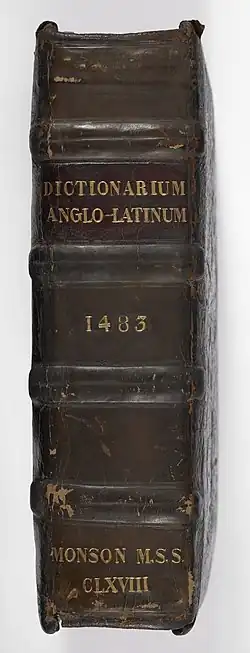 DICTIONARIUM
ANGLO-LATINUM
1483
MONSON M.S.S.
CLXVIII